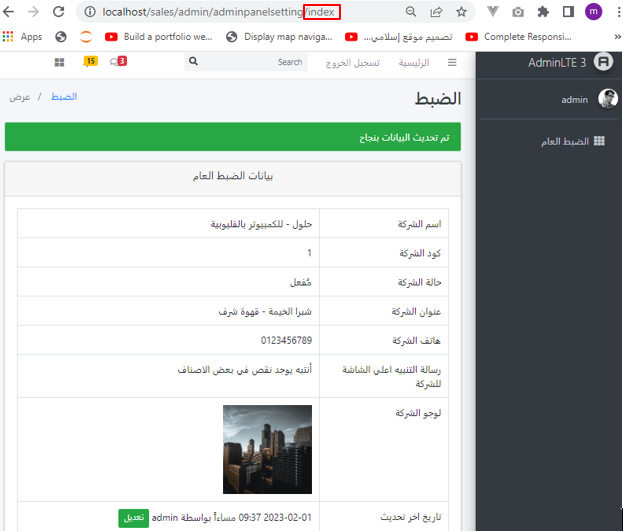 localhost/sales/admin/adminpanelsetting/index
m
Apps
Build a portfolio we...
Display map naviga...
تصميم موقع إسلامي...
Complete Responsi...
»
AdminLTE 3
admin
الضبط العام
الرئيسية
تسجيل الخروج
Search
3
15
الضبط
الضبط / عرض
تم تحديث البيانات بنجاح
بيانات الضبط العام
اسم الشركة حلول - للكمبيوتر بالقليوبية
كود الشركة 1
حالة الشركة مُفعل
عنوان الشركة شبرا الخيمة - قهوة شرف
هاتف الشركة 0123456789
رسالة التنبيه اعلي الشاشة أنتبه يوجد نقص في بعض الاصناف
للشركة
لوجو الشركة
تاريخ اخر تحديث 2023-02-01 09:37 مساءاً بواسطة admin تعديل